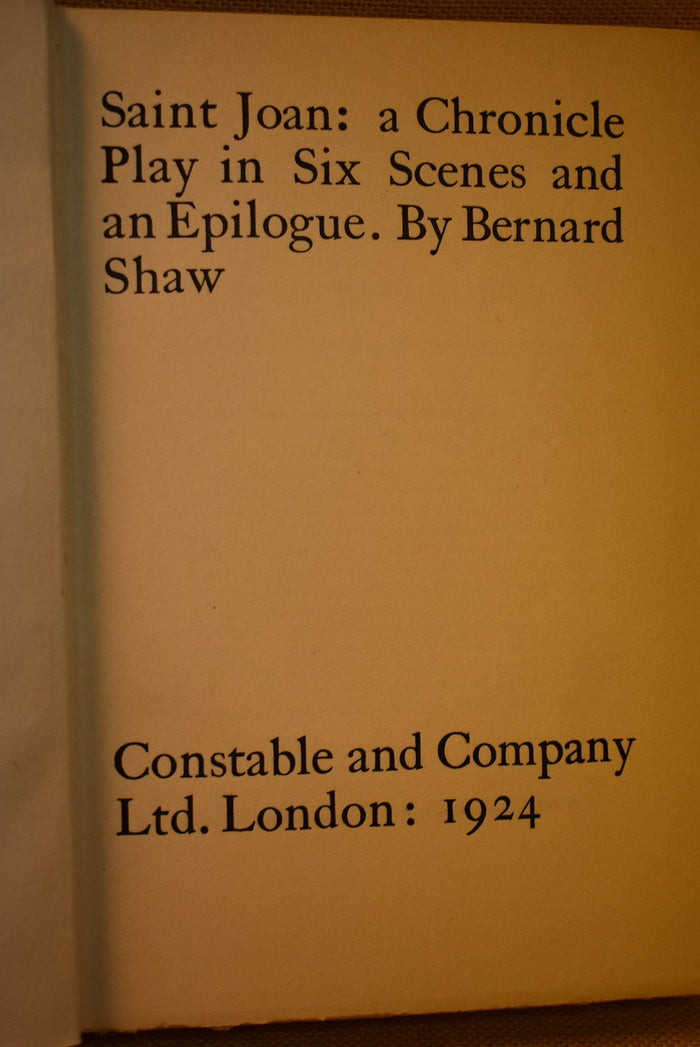 Saint Joan: a Chronicle
Play in Six Scenes and
an Epilogue. By Bernard
Shaw
Constable and Company
Ltd. London: 1924